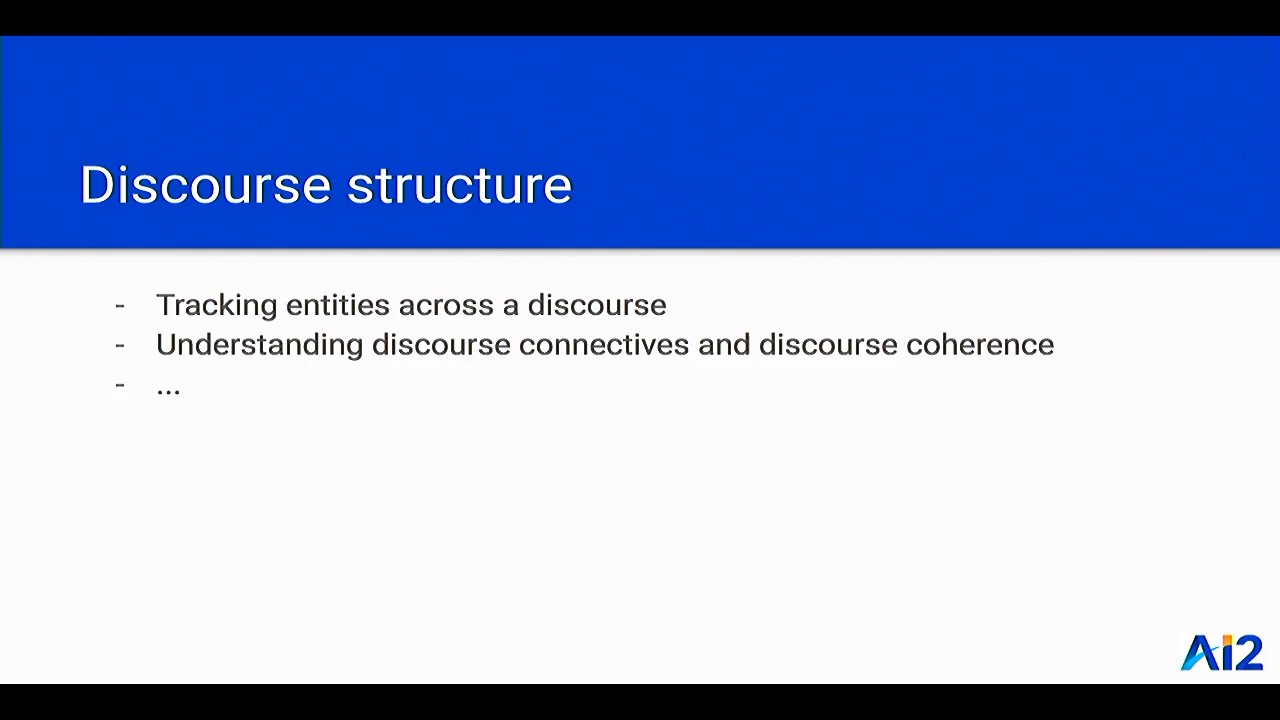 Discourse structure
- Tracking entities across a discourse
- Understanding discourse connectives and discourse coherence
- ...
Ai2